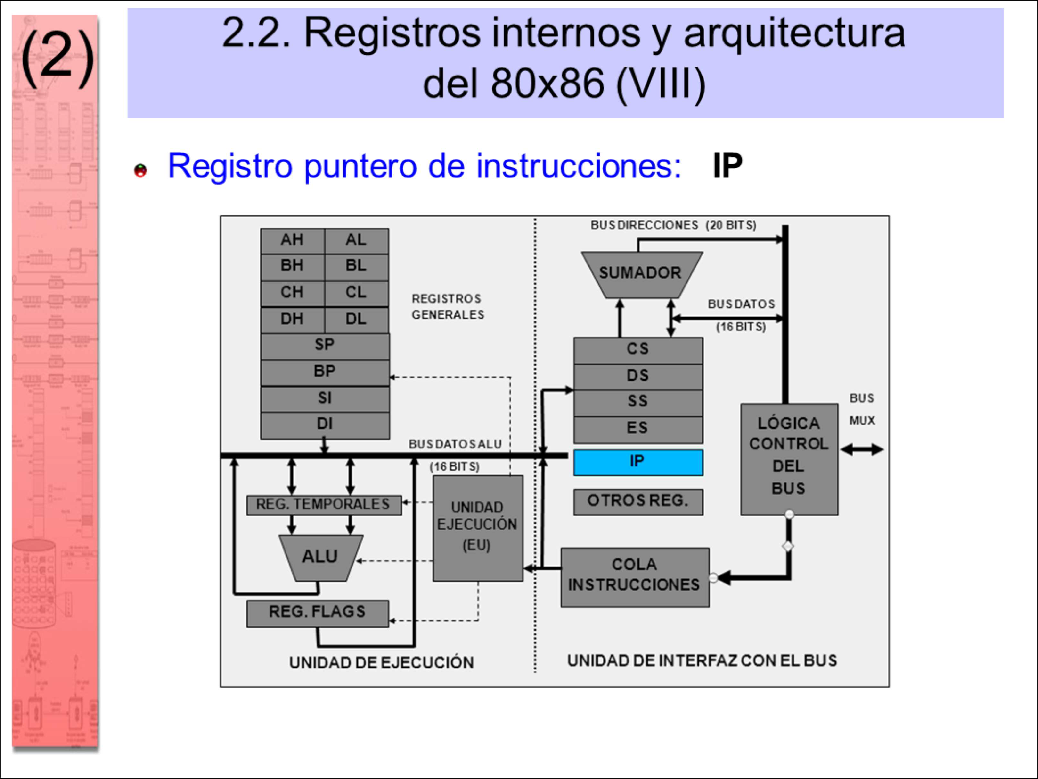 (2)
2.2. Registros internos y arquitectura
del 80x86 (VIII)
Registro puntero de instrucciones: IP
AH AL
BH BL
CH CL
DH DL
SP
BP
SI
DI
REGISTROS
GENERALES
BUS DATOS ALU
(16 BITS)
REG. TEMPORALES
ALU
REG. FLAGS
UNIDAD
EJECUCIÓN
(EU)
UNIDAD DE EJECUCIÓN
BUS DIRECCIONES (20 BITS)
SUMADOR
BUS DATOS
(16 BITS)
CS
DS
SS
ES
IP
OTROS REG.
COLA
INSTRUCCIONES
LÓGICA
CONTROL
DEL
BUS
BUS
MUX
UNIDAD DE INTERFAZ CON EL BUS